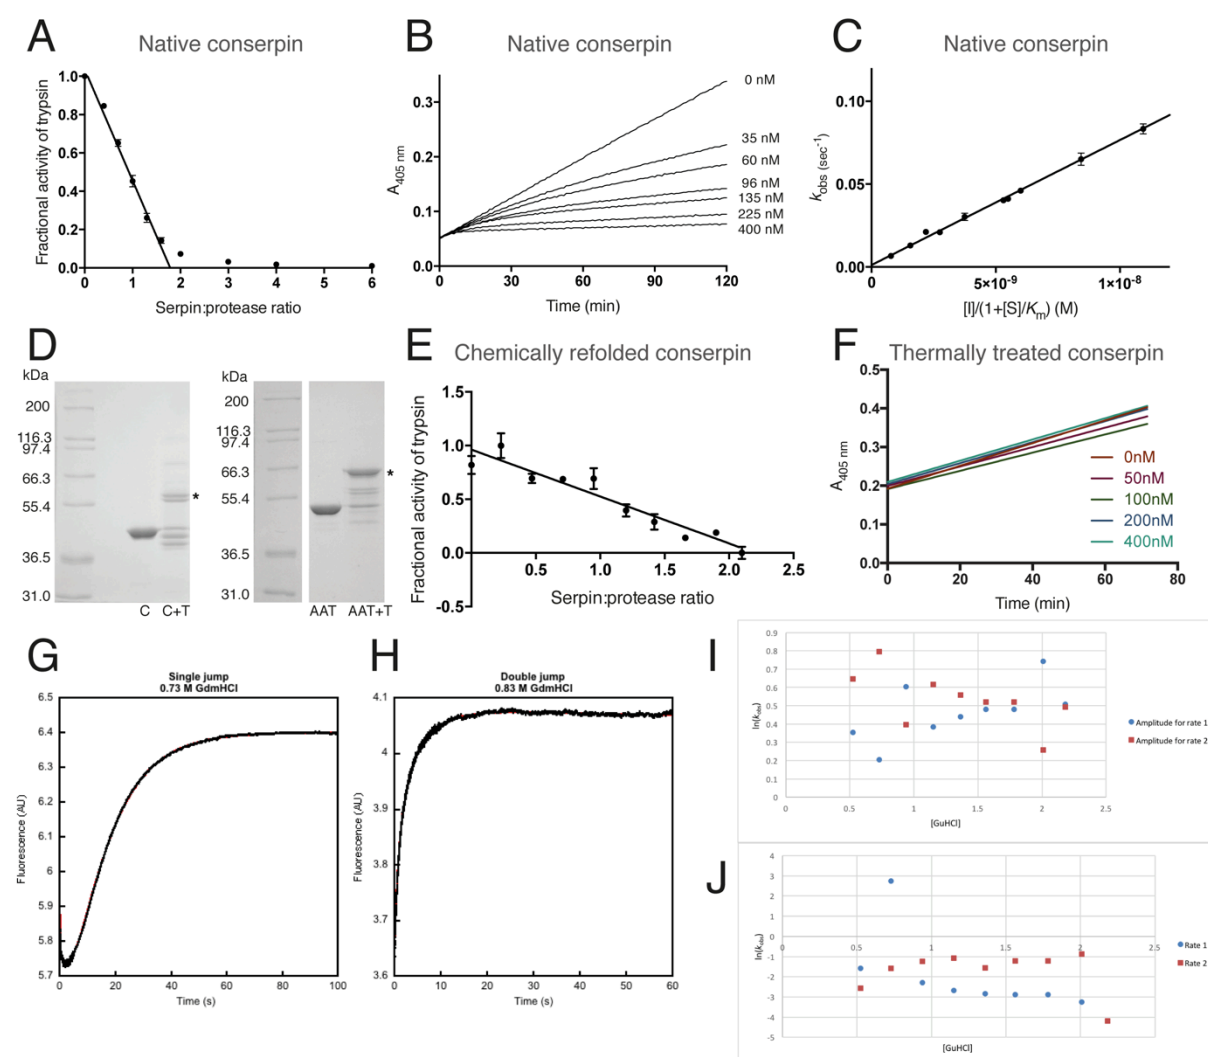 A
Native conserpin
Fractional activity of trypsin
1.0
0.8
0.6
0.4
0.2
0.0
0
1
2
3
4
5
6
Serpin:protease ratio
B
Native conserpin
A405 nm
0.3
0.2
0.1
0.0
0
30
60
90
120
Time (min)
0 nM
35 nM
60 nM
96 nM
135 nM
225 nM
400 nM
C
Native conserpin
kobs (sec-1)
0.10
0.05
0.00
0
5×10-9
1×10-8
[I]/(1+[S]/Km) (M)
D
kDa
200
116.3
97.4
66.3
55.4
36.5
31.0
*
C
C+T
kDa
200
116.3
97.4
66.3
55.4
36.5
31.0
*
AAT
AAT+T
E
Chemically refolded conserpin
Fractional activity of trypsin
1.5
1.0
0.5
0.0
-0.5
0.5
1.0
1.5
2.0
2.5
Serpin:protease ratio
F
Thermally treated conserpin
A405 nm
0.5
0.4
0.3
0.2
0.1
0.0
0
20
40
60
80
Time (min)
0nM
50nM
100nM
200nM
400nM
G
Single jump
0.73 M GdmHCl
Fluorescence (AU)
6.5
6.4
6.3
6.2
6.1
6
5.9
5.8
5.7
0
20
40
60
80
100
Time (s)
H
Double jump
0.83 M GdmHCl
Fluorescence (AU)
4.1
4
3.9
3.8
3.7
3.6
0
10
20
30
40
50
60
Time (s)
I
ln(kobs)
0.9
0.8
0.7
0.6
0.5
0.4
0.3
0.2
0.1
0
0
0.5
1
1.5
2
2.5
[GuHCl]
Amplitude for rate 1
Amplitude for rate 2
J
ln(kobs)
4
3
2
1
0
-1
-2
-3
-4
-5
0
0.5
1
1.5
2
2.5
[GuHCl]
Rate 1
Rate 2